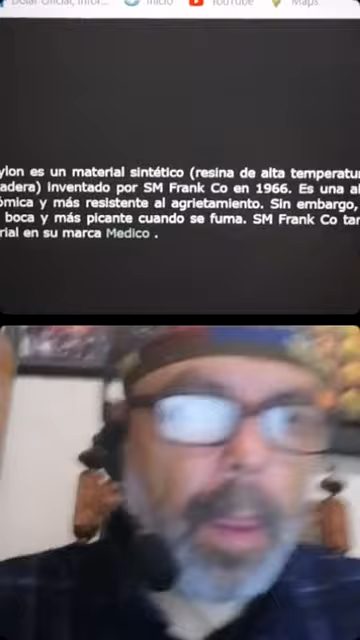 Dólar Oficial, Infor... Inicio YouTube Maps
ylon es un material sintético (resina de alta temperatu
adera) inventado por SM Frank Co en 1966. Es una al
ómica y más resistente al agrietamiento. Sin embargo,
boca y más picante cuando se fuma. SM Frank Co tar
rial en su marca Medico .